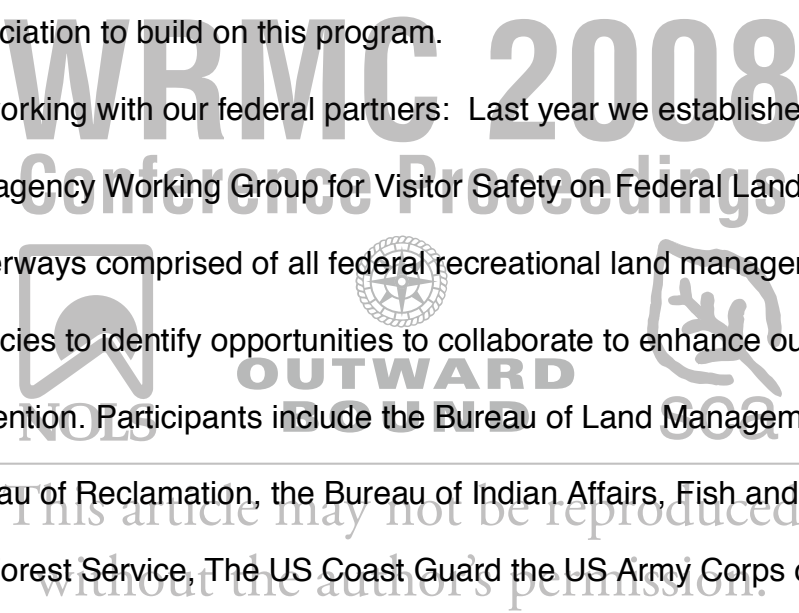 ciation to build on this program.
WRMC 2008
orking with our federal partners: Last year we establishe
Conference Proceedings
agency Working Group for Visitor Safety on Federal Land
erways comprised of all federal recreational land manager
cies to identify opportunities to collaborate to enhance ou
OUTWARD
BOUND
NOLS
sca
ention. Participants include the Bureau of Land Managem
au of Reclamation, the Bureau of Indian Affairs, Fish and
This article may not be reproduced
orest Service, The US Coast Guard the US Army Corps o
without the author's permission.